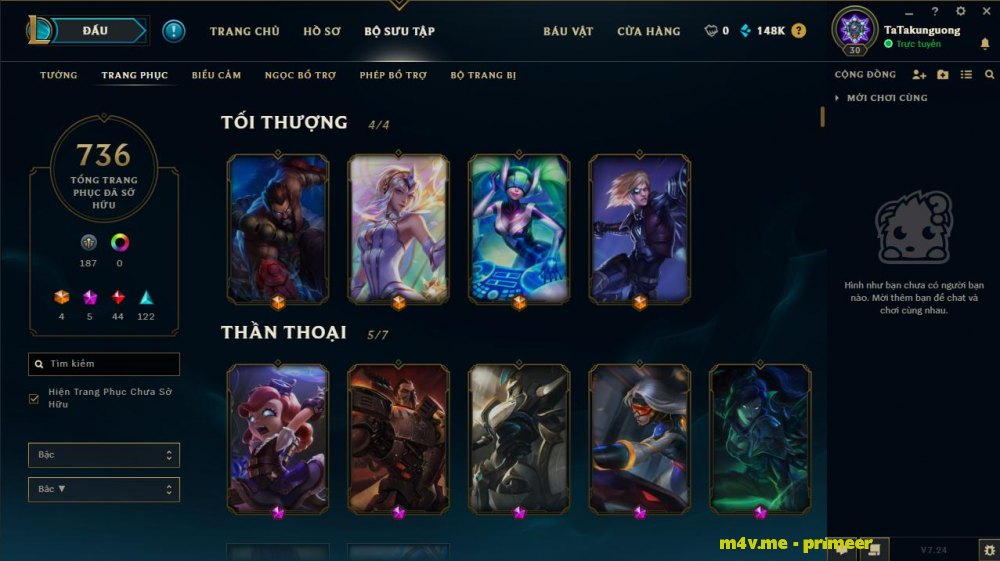 ĐẤU
TRANG CHỦ
HỒ SƠ
BỘ SƯU TẬP
BÁU VẬT
CỬA HÀNG
0
148K
?
?
30
TaTakunguong
Trực tuyến
TƯỚNG
TRANG PHỤC
BIỂU CẢM
NGỌC BỔ TRỢ
PHÉP BỔ TRỢ
BỘ TRANG BỊ
CỘNG ĐỒNG
MỚI CHƠI CÙNG
736
TỔNG TRANG
PHỤC ĐÃ SỞ
HỮU
187
0
4
5
44
122
Tìm kiếm
Hiện Trang Phục Chưa Sở
Hữu
Bậc
Bậc ▼
TỐI THƯỢNG 4/4
THẦN THOẠI 5/7
Hình như bạn chưa có người bạn
nào. Mời thêm bạn để chat và
chơi cùng nhau.
m4v.me - primeer
V7.24